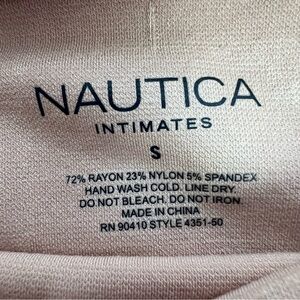 NAUTICA
INTIMATES
S
72% RAYON 23% NYLON 5% SPANDEX
HAND WASH COLD. LINE DRY.
DO NOT BLEACH. DO NOT IRON.
MADE IN CHINA
RN 90410 STYLE 4351-50